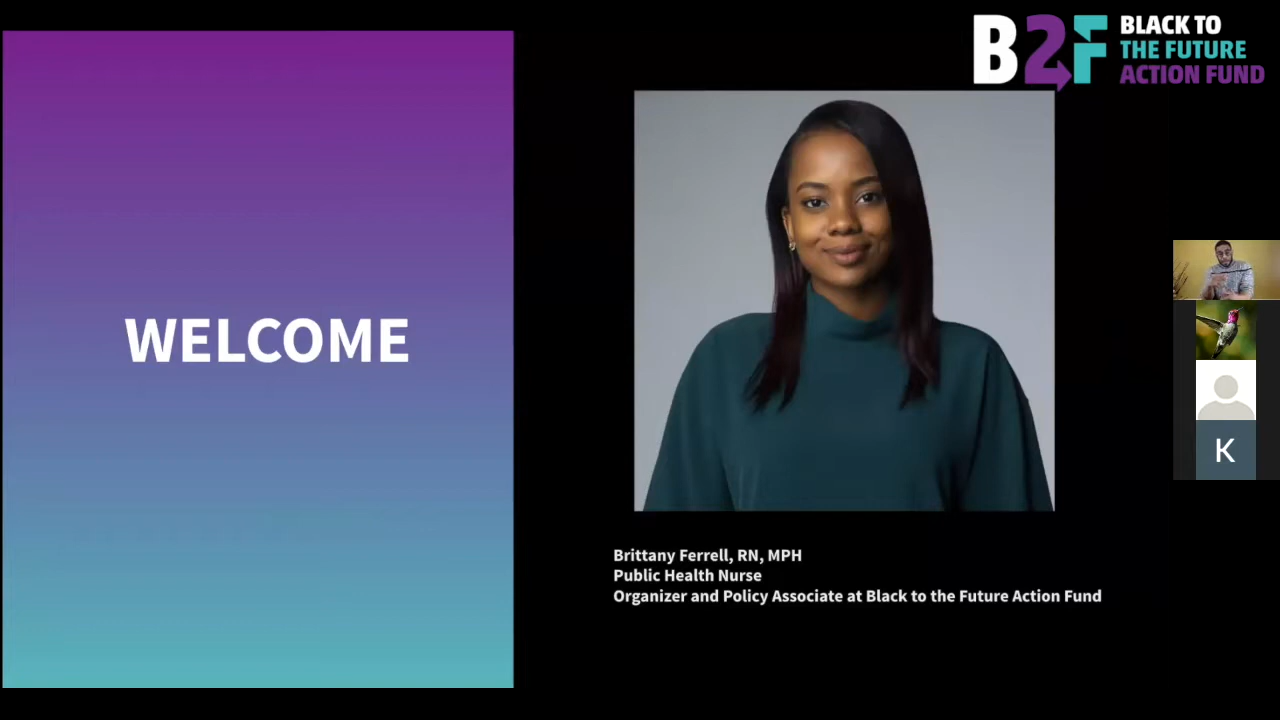 B2F
BLACK TO
THE FUTURE
ACTION FUND
WELCOME
Brittany Ferrell, RN, MPH
Public Health Nurse
Organizer and Policy Associate at Black to the Future Action Fund
K